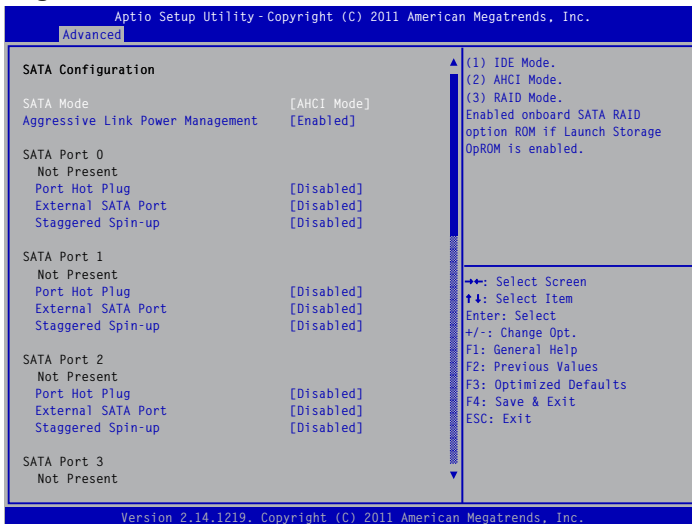 Aptio Setup Utility - Copyright (C) 2011 American Megatrends, Inc.
Advanced
SATA Configuration
SATA Mode [AHCI Mode]
Aggressive Link Power Management [Enabled]
SATA Port 0
Not Present
Port Hot Plug [Disabled]
External SATA Port [Disabled]
Staggered Spin-up [Disabled]
SATA Port 1
Not Present
Port Hot Plug [Disabled]
External SATA Port [Disabled]
Staggered Spin-up [Disabled]
SATA Port 2
Not Present
Port Hot Plug [Disabled]
External SATA Port [Disabled]
Staggered Spin-up [Disabled]
SATA Port 3
Not Present
(1) IDE Mode.
(2) AHCI Mode.
(3) RAID Mode.
Enabled onboard SATA RAID
option ROM if Launch Storage
OpROM is enabled.
→←: Select Screen
↑↓: Select Item
Enter: Select
+/-: Change Opt.
F1: General Help
F2: Previous Values
F3: Optimized Defaults
F4: Save & Exit
ESC: Exit
Version 2.14.1219. Copyright (C) 2011 American Megatrends, Inc.